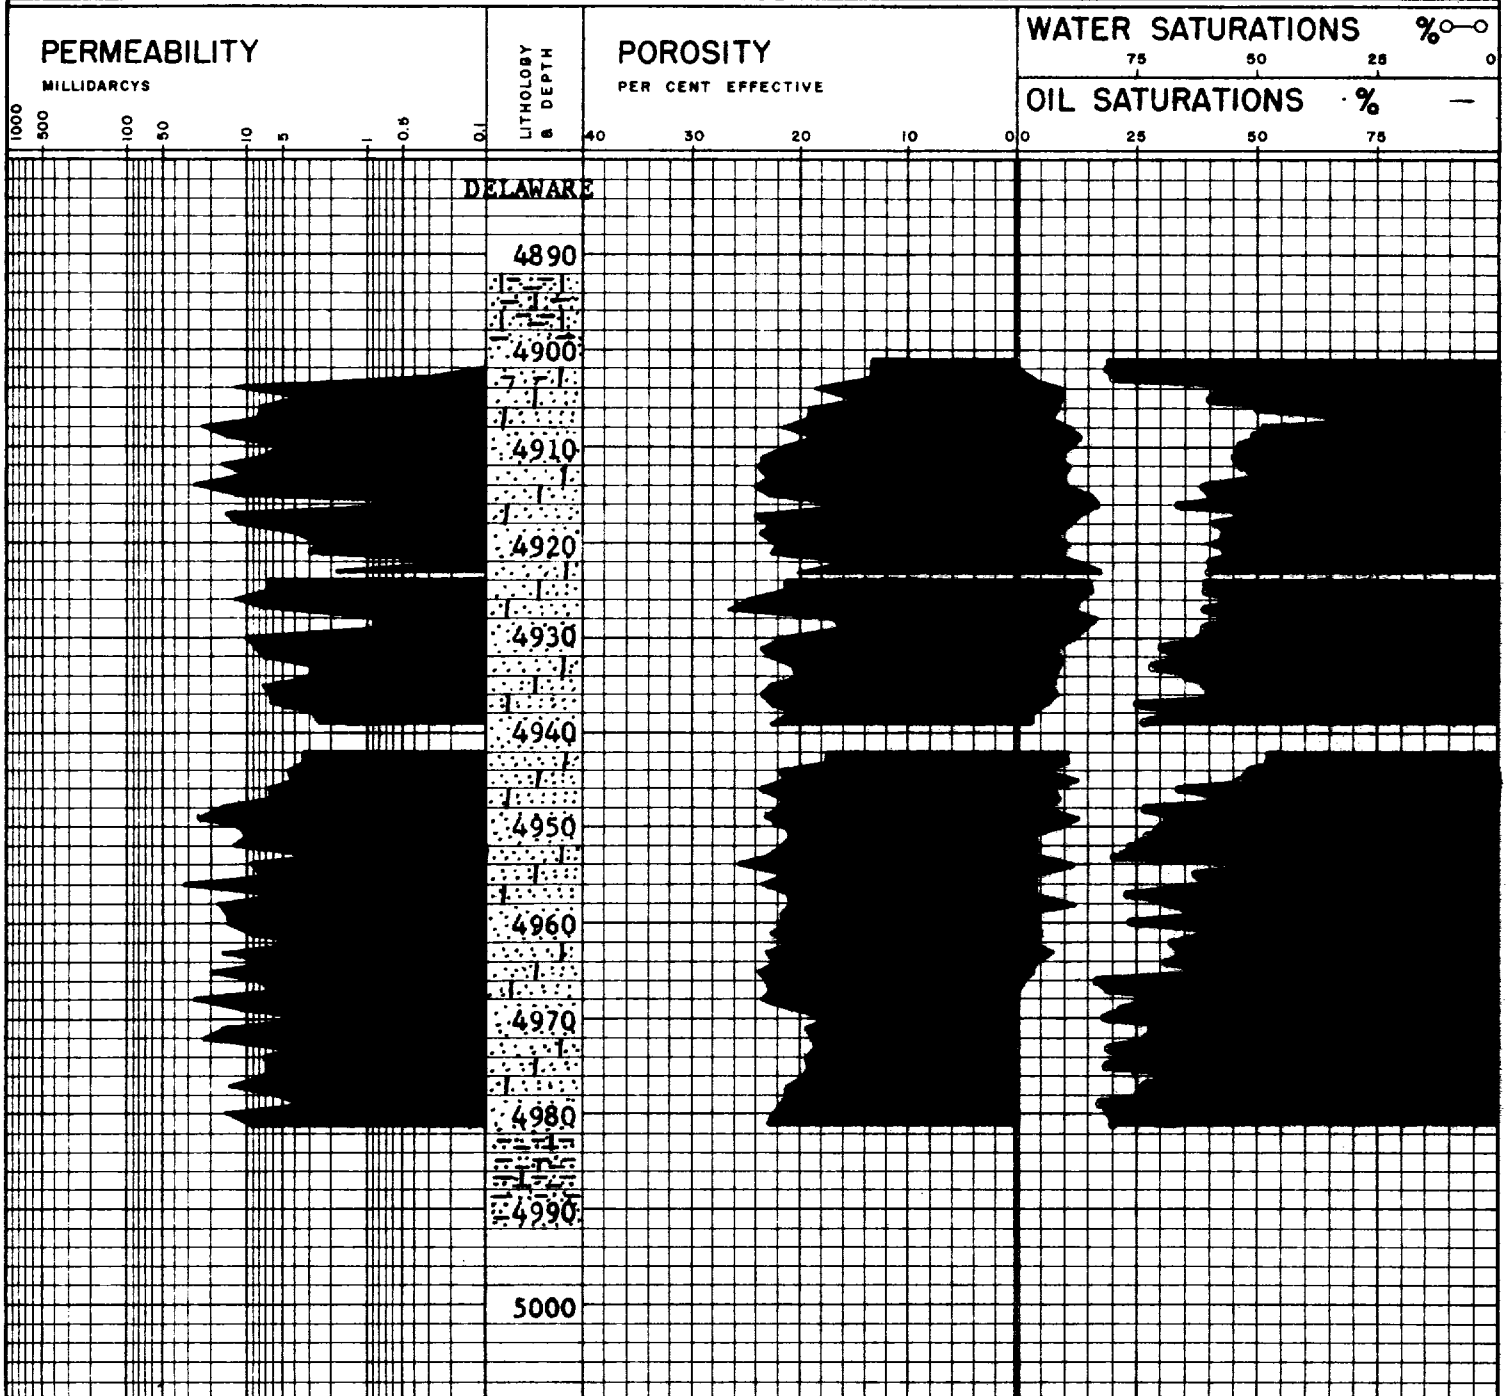 PERMEABILITY
MILLIDARCYS
1000 500 100 50 10 5 1 0.5 0.1
LITHOLOGY
& DEPTH
POROSITY
PER CENT EFFECTIVE
40 30 20 10 0
WATER SATURATIONS %
75 50 25 0
OIL SATURATIONS %
0 25 50 75
DELAWARE
4890
4900
4910
4920
4930
4940
4950
4960
4970
4980
4990
5000